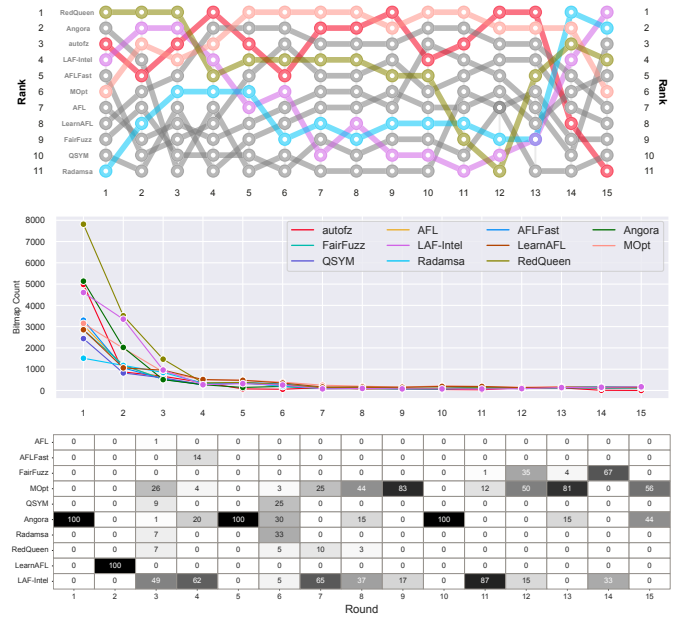 1 RedQueen 1
2 Angora 2
3 autofz 3
4 LAF-Intel 4
5 AFLFast 5
6 MOpt 6
7 AFL 7
8 LearnAFL 8
9 FairFuzz 9
10 QSYM 10
11 Radamsa 11
Rank
Rank
1 2 3 4 5 6 7 8 9 10 11 12 13 14 15
8000
7000
6000
5000
4000
3000
2000
1000
0
Bitmap Count
autofz AFL AFLFast Angora
FairFuzz LAF-Intel LearnAFL MOpt
QSYM Radamsa RedQueen
1 2 3 4 5 6 7 8 9 10 11 12 13 14 15
AFL 0 0 1 0 0 0 0 0 0 0 0 0 0 0 0
AFLFast 0 0 0 14 0 0 0 0 0 0 0 0 0 0 0
FairFuzz 0 0 0 0 0 0 0 0 0 0 1 35 4 67 0
MOpt 0 0 26 4 0 3 25 44 83 0 12 50 81 0 56
QSYM 0 0 9 0 0 25 0 0 0 0 0 0 0 0 0
Angora 100 0 1 20 100 30 0 15 0 100 0 0 15 0 44
Radamsa 0 0 7 0 0 33 0 0 0 0 0 0 0 0 0
RedQueen 0 0 7 0 0 5 10 3 0 0 0 0 0 0 0
LearnAFL 0 100 0 0 0 0 0 0 0 0 0 0 0 0 0
LAF-Intel 0 0 49 62 0 5 65 37 17 0 87 15 0 33 0
1 2 3 4 5 6 7 8 9 10 11 12 13 14 15
Round